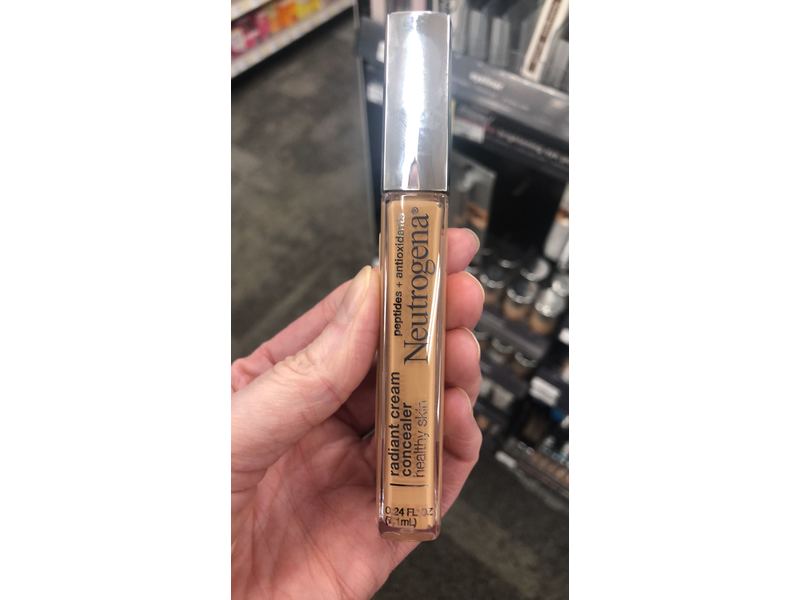 Neutrogena®
peptides + antioxidants
radiant cream
concealer
healthy skin
0.24 FL OZ